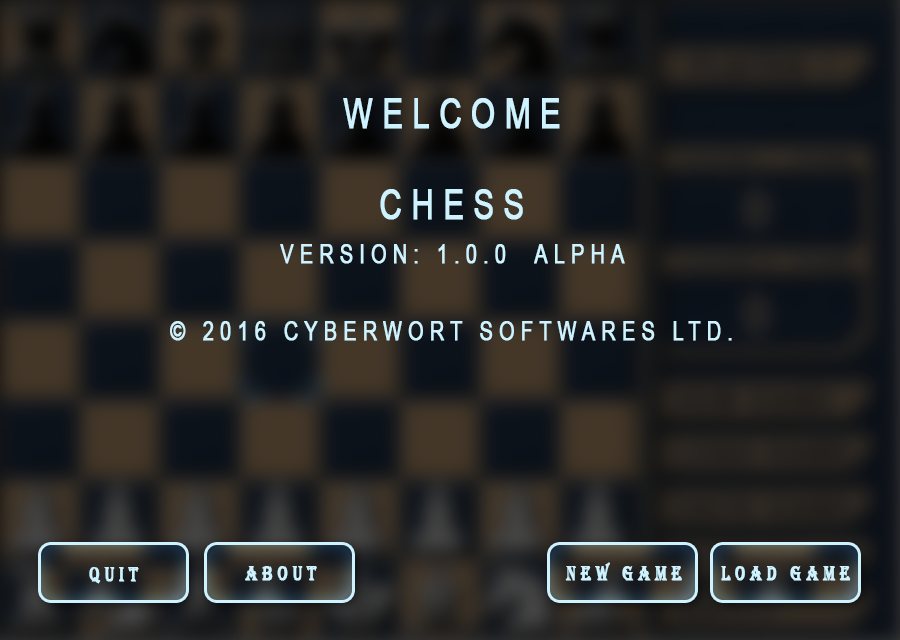 WELCOME
CHESS
VERSION: 1.0.0 ALPHA
© 2016 CYBERWORT SOFTWARES LTD.
QUIT ABOUT NEW GAME LOAD GAME